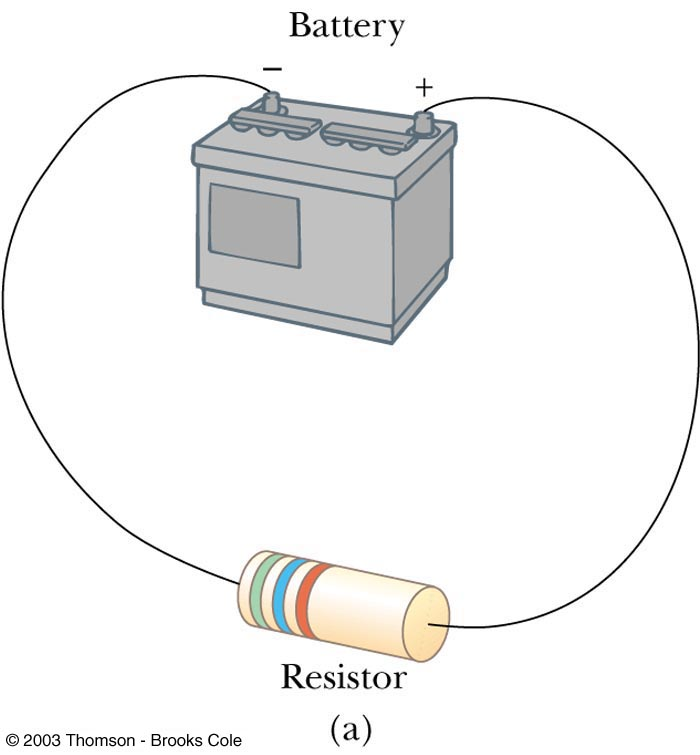 Battery
− +
Resistor
(a)
© 2003 Thomson - Brooks Cole